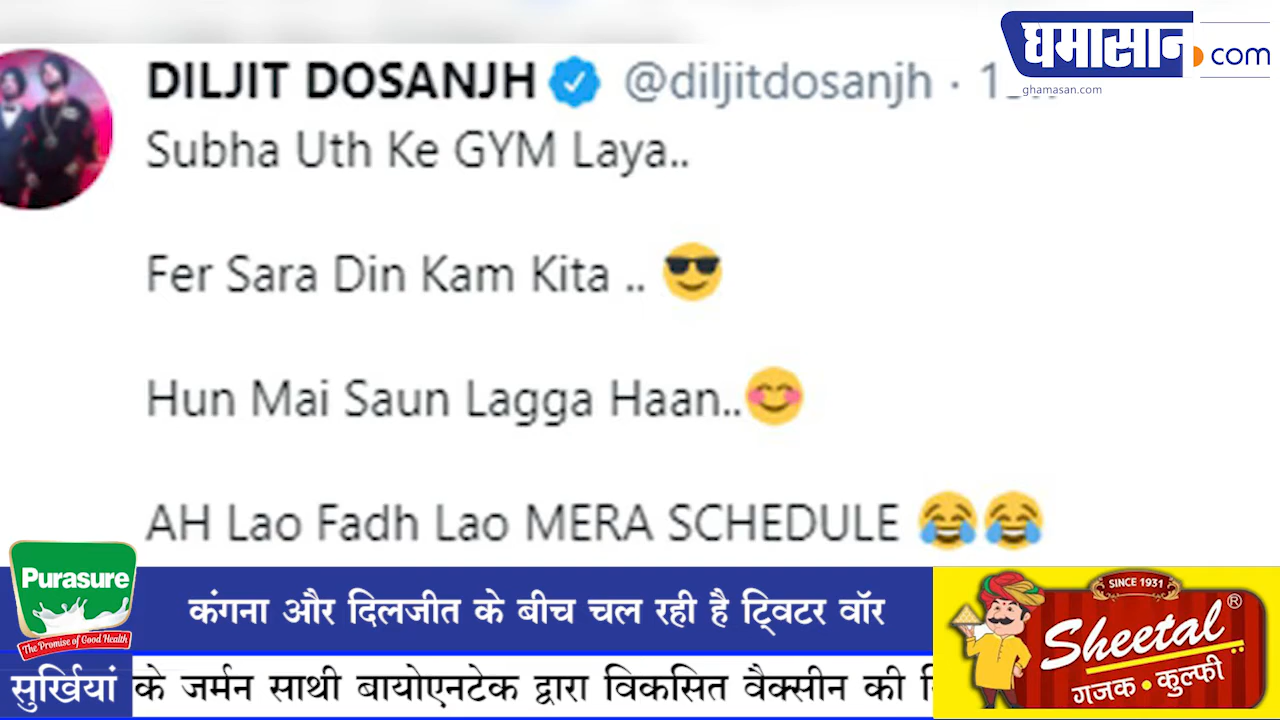 घमासान.com
ghamasan.com
DILJIT DOSANJH @diljitdosanjh ·
Subha Uth Ke GYM Laya..
Fer Sara Din Kam Kita ..
Hun Mai Saun Lagga Haan..
AH Lao Fadh Lao MERA SCHEDULE
Purasure
The Promise of Good Health
कंगना और दिलजीत के बीच चल रही है ट्विटर वॉर
SINCE 1931
Sheetal ®
गजक • कुल्फी
सुर्खियां के जर्मन साथी बायोएनटेक द्वारा विकसित वैक्सीन की